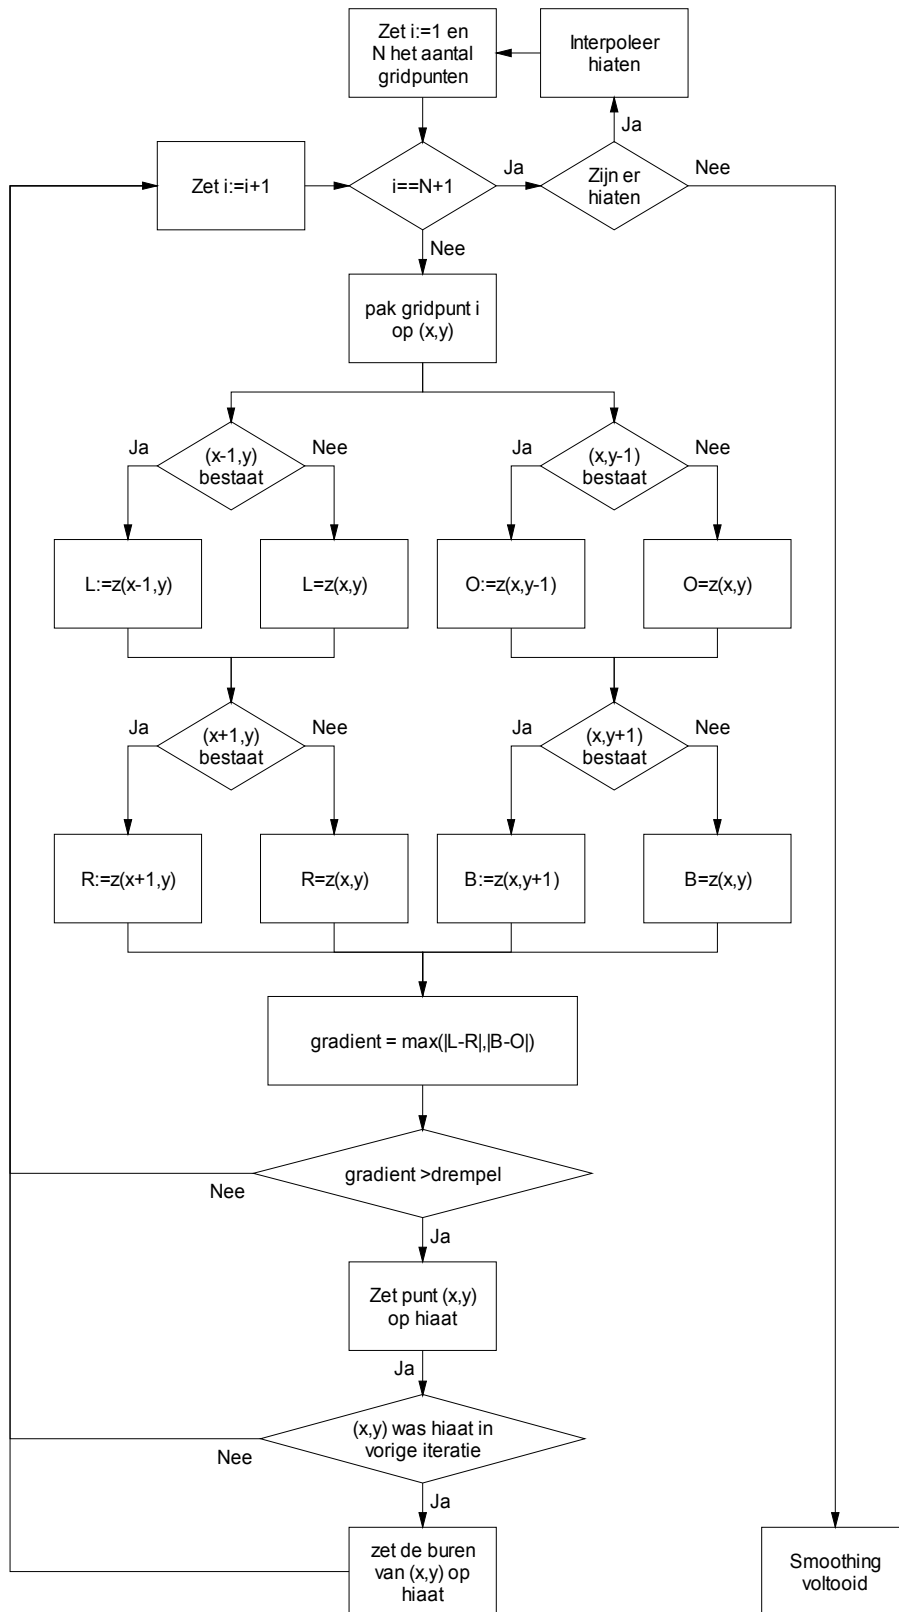 Zet i:=1 en
N het aantal
gridpunten
Interpoleer
hiaten
Ja
Zet i:=i+1
i==N+1
Ja
Zijn er
hiaten
Nee
Nee
pak gridpunt i
op (x,y)
Ja
(x-1,y)
bestaat
Nee
Ja
(x,y-1)
bestaat
Nee
L:=z(x-1,y)
L=z(x,y)
O:=z(x,y-1)
O=z(x,y)
Ja
(x+1,y)
bestaat
Nee
Ja
(x,y+1)
bestaat
Nee
R:=z(x+1,y)
R=z(x,y)
B:=z(x,y+1)
B=z(x,y)
gradient = max(|L-R|,|B-O|)
gradient >drempel
Nee
Ja
Zet punt (x,y)
op hiaat
Ja
(x,y) was hiaat in
vorige iteratie
Nee
Ja
zet de buren
van (x,y) op
hiaat
Smoothing
voltooid